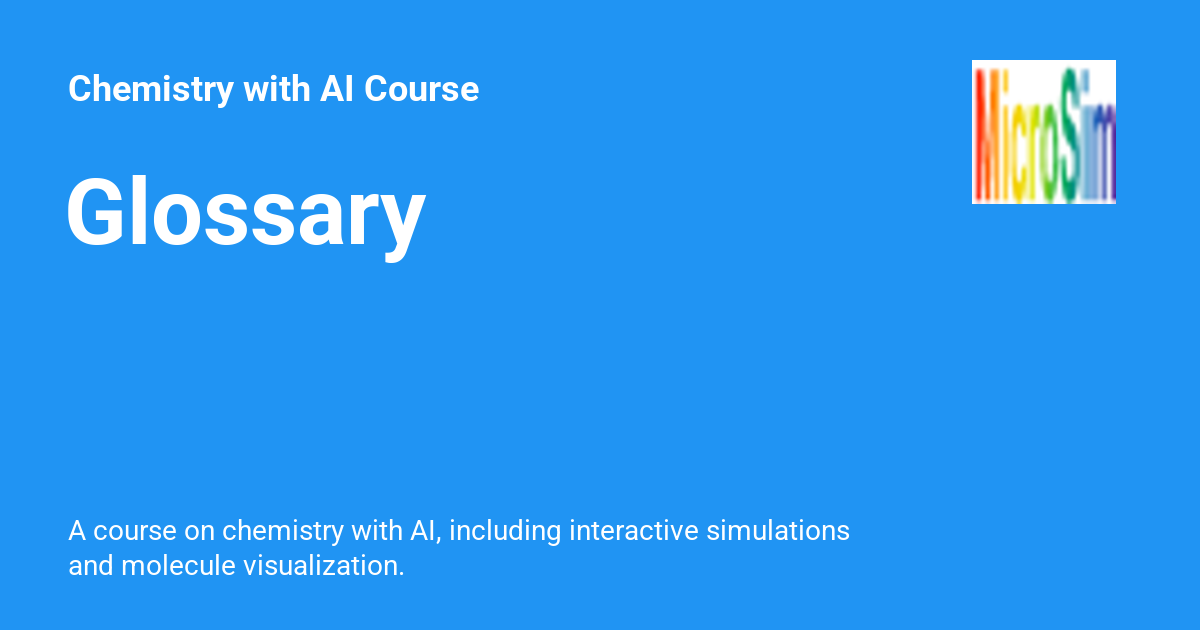 Chemistry with AI Course
MicroSim
Glossary
A course on chemistry with AI, including interactive simulations
and molecule visualization.